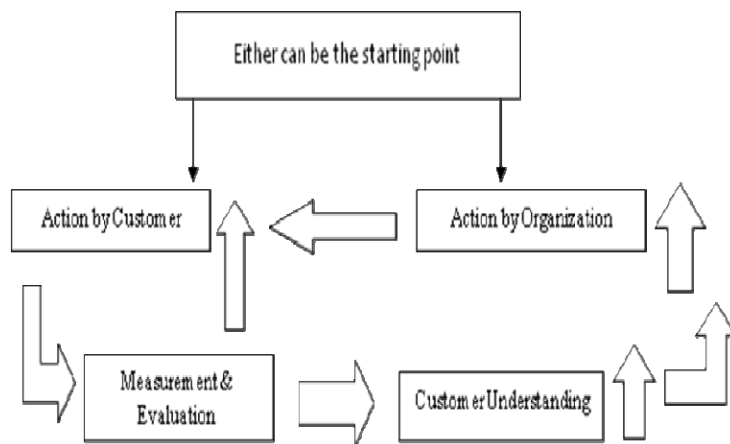 Either can be the starting point
Action by Customer
Action by Organization
Measurement &
Evaluation
Customer Understanding